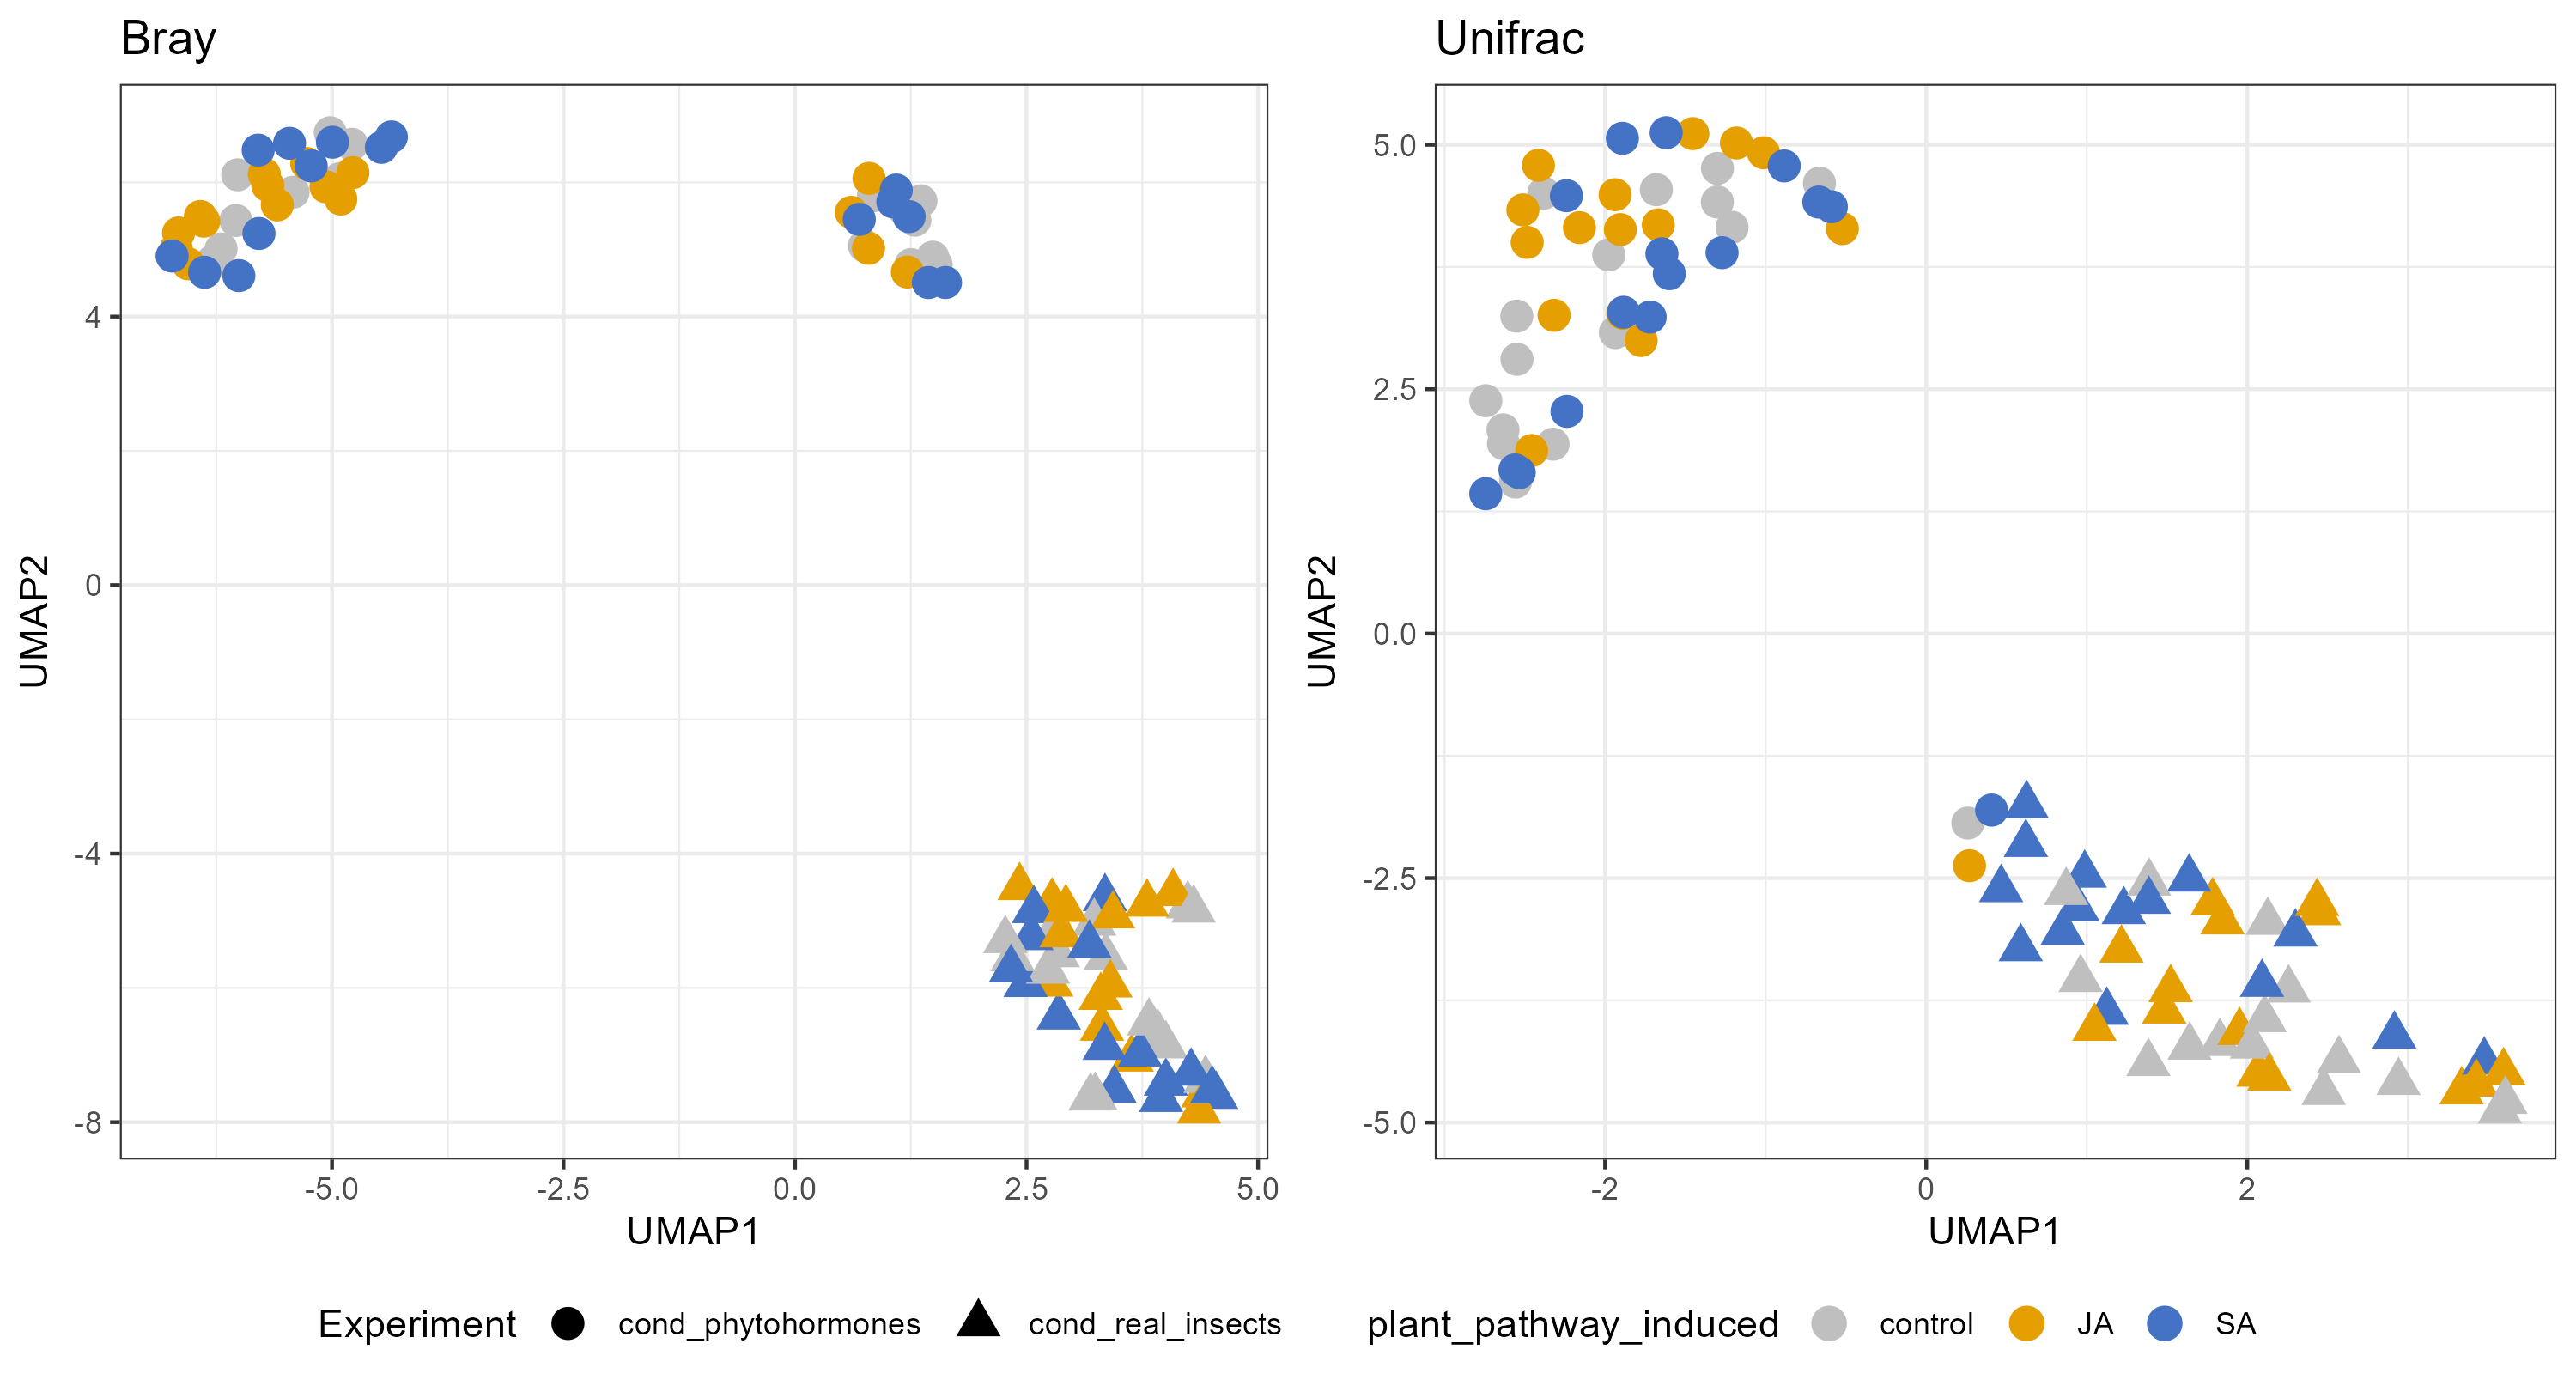 Bray
Unifrac
UMAP2
4
0
-4
-8
-5.0
-2.5
0.0
2.5
5.0
UMAP1
UMAP2
5.0
2.5
0.0
-2.5
-5.0
-2
0
2
UMAP1
Experiment cond_phytohormones cond_real_insects plant_pathway_induced control JA SA